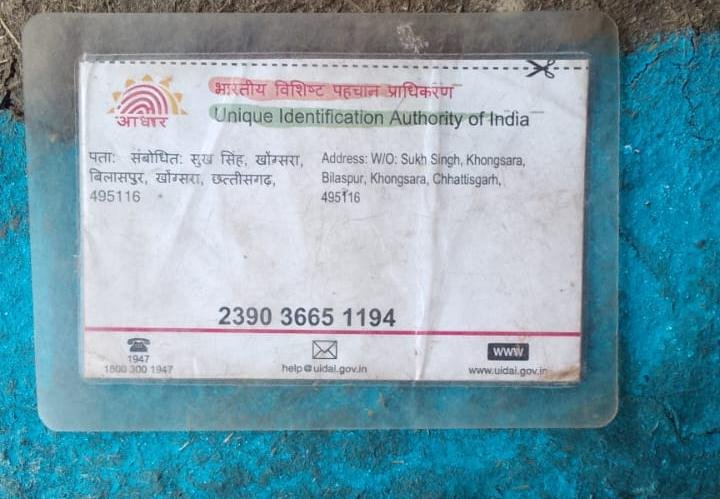 भारतीय विशिष्ट पहचान प्राधिकरण
आधार
Unique Identification Authority of India
पता: संबोधित: सुख सिंह, खोंगसरा,
बिलासपुर, खोंगसरा, छत्तीसगढ़,
495116
Address: W/O: Sukh Singh, Khongsara,
Bilaspur, Khongsara, Chhattisgarh,
495116
2390 3665 1194
1947
1800 300 1947
help@uidai.gov.in
www
www.uidai.gov.in